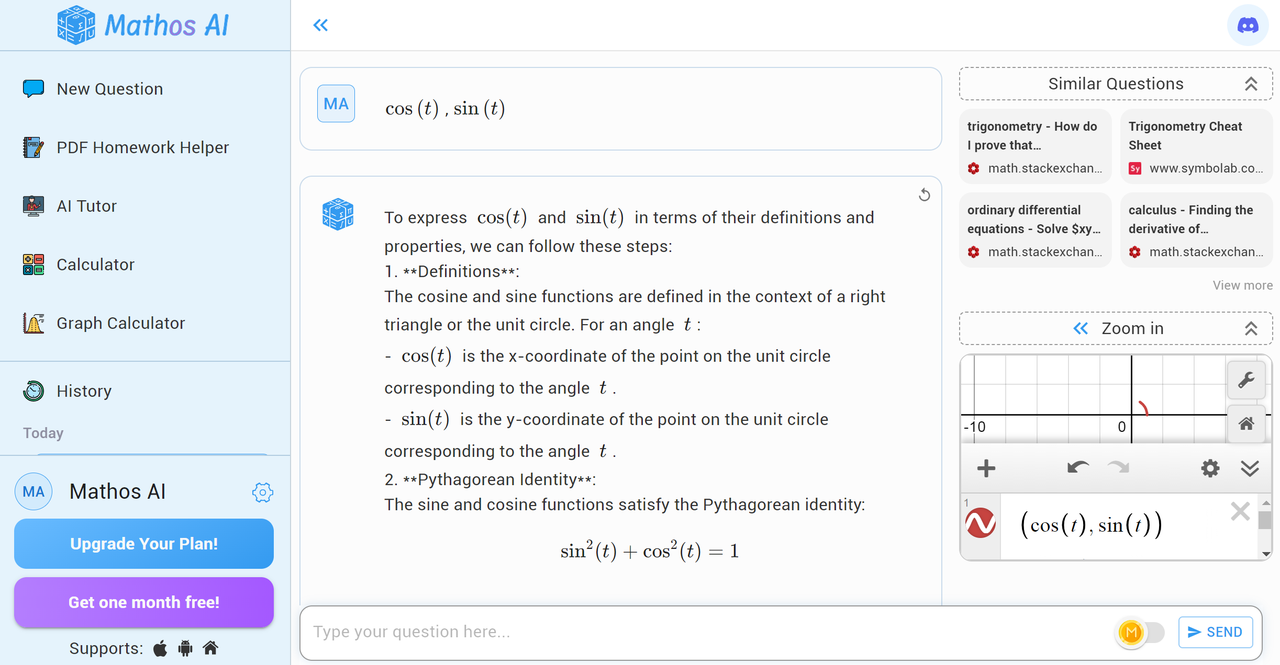 Mathos AI
New Question
PDF Homework Helper
AI Tutor
Calculator
Graph Calculator
History
Today
MA
Mathos AI
Upgrade Your Plan!
Get one month free!
Supports:
MA
cos (t) , sin (t)
To express cos(t) and sin(t) in terms of their definitions and
properties, we can follow these steps:
1. **Definitions**:
The cosine and sine functions are defined in the context of a right
triangle or the unit circle. For an angle t :
- cos(t) is the x-coordinate of the point on the unit circle
corresponding to the angle t .
- sin(t) is the y-coordinate of the point on the unit circle
corresponding to the angle t .
2. **Pythagorean Identity**:
The sine and cosine functions satisfy the Pythagorean identity:
sin²(t) + cos²(t) = 1
Type your question here...
M
SEND
Similar Questions
trigonometry - How do
I prove that...
math.stackexchan...
Trigonometry Cheat
Sheet
Sy
www.symbolab.co...
ordinary differential
equations - Solve $xy...
math.stackexchan...
calculus - Finding the
derivative of...
math.stackexchan...
View more
Zoom in
-10
0
1
(cos(t), sin(t))